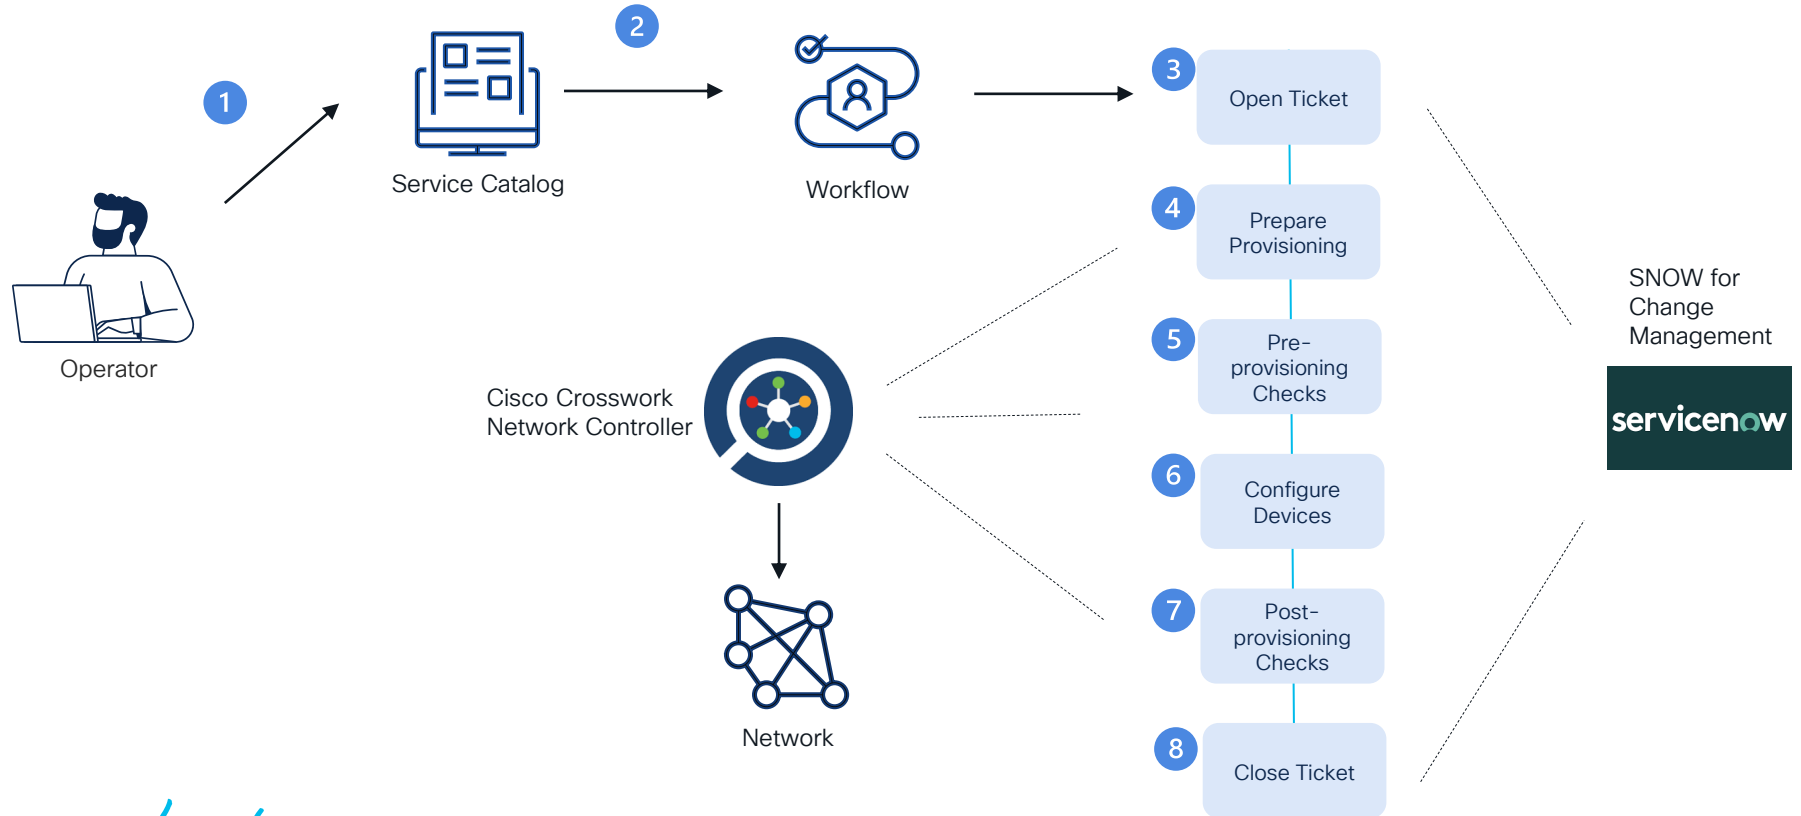 1
2
3
Open Ticket
Service Catalog
Workflow
4
Prepare
Provisioning
Operator
SNOW for
Change
Management
servicenow
5
Pre-
provisioning
Checks
Cisco Crosswork
Network Controller
6
Configure
Devices
7
Post-
provisioning
Checks
Network
8
Close Ticket